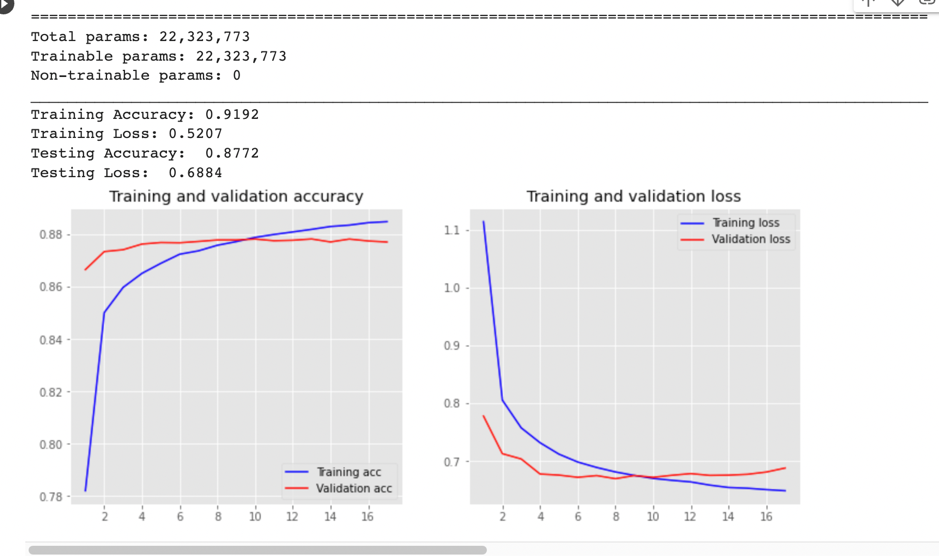 Total params: 22,323,773
Trainable params: 22,323,773
Non-trainable params: 0
Training Accuracy: 0.9192
Training Loss: 0.5207
Testing Accuracy:  0.8772
Testing Loss:  0.6884
Training and validation accuracy
0.88
0.86
0.84
0.82
0.80
0.78
2 4 6 8 10 12 14 16
Training acc
Validation acc
Training and validation loss
1.1
1.0
0.9
0.8
0.7
2 4 6 8 10 12 14 16
Training loss
Validation loss